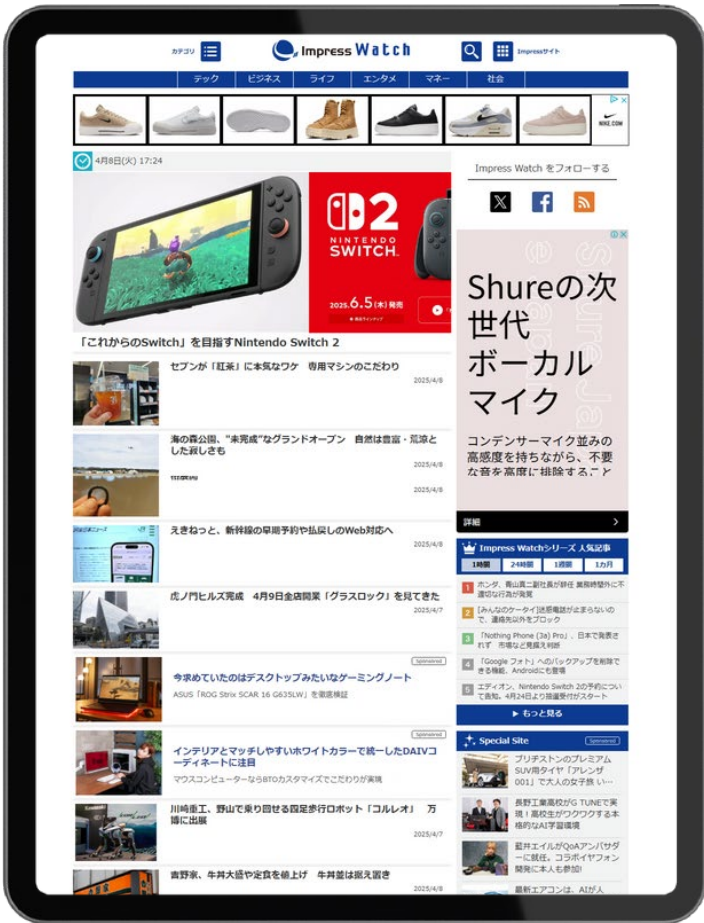 カテゴリ
Impress Watch
Impressサイト
テック ビジネス ライフ エンタメ マネー 社会
NIKE.COM
4月8日(火) 17:24
NINTENDO
SWITCH
2
2025.6.5(木)発売
「これからのSwitch」を目指すNintendo Switch 2
セブンが「紅茶」に本気なワケ 専用マシンのこだわり
2025/4/8
海の森公園、"未完成"なグランドオープン 自然は豊富・荒涼と
した寂しさも
2025/4/8
2025/4/8
えきねっと、新幹線の早期予約や払戻しのWeb対応へ
2025/4/8
虎ノ門ヒルズ完成 4月9日全店開業「グラスロック」を見てきた
2025/4/7
Sponsored
今求めていたのはデスクトップみたいなゲーミングノート
ASUS「ROG Strix SCAR 16 G635LW」を徹底検証
Sponsored
インテリアとマッチしやすいホワイトカラーで統一したDAIVコ
ーディネートに注目
マウスコンピューターならBTOカスタマイズでこだわりが実現
川崎重工、野山で乗り回せる四足歩行ロボット「コルレオ」 万
博に出展
2025/4/7
吉野家、牛丼大盛や定食を値上げ 牛丼並は据え置き
2025/4/8
Impress Watch をフォローする
Shureの次
世代
ボーカル
マイク
コンデンサーマイク並みの
高感度を持ちながら、不要
な音を高度に排除すること
詳細
Impress Watchシリーズ 人気記事
1時間 24時間 1週間 1カ月
1 ホンダ、青山真二副社長が辞任 業務時間外に不
適切な行為が発覚
2 [みんなのケータイ]迷惑電話が止まらないの
で、連絡先以外をブロック
3 「Nothing Phone (3a) Pro」、日本で発表さ
れず 市場など見据え判断
4 「Google フォト」へのバックアップを削除で
きる機能、Androidにも登場
5 エディオン、Nintendo Switch 2の予約につい
て告知。4月24日より抽選受付がスタート
もっと見る
Special Site
Sponsored
ブリヂストンのプレミアム
SUV用タイヤ「アレンザ
001」で大人の女子旅 い…
長野工業高校がG TUNEで実
現！高校生がワクワクする本
格的なAI学習環境
藍井エイルがQoAアンバサダ
ーに就任。コラボイヤフォン
開発に本人も参加!
最新エアコンは、AIが人